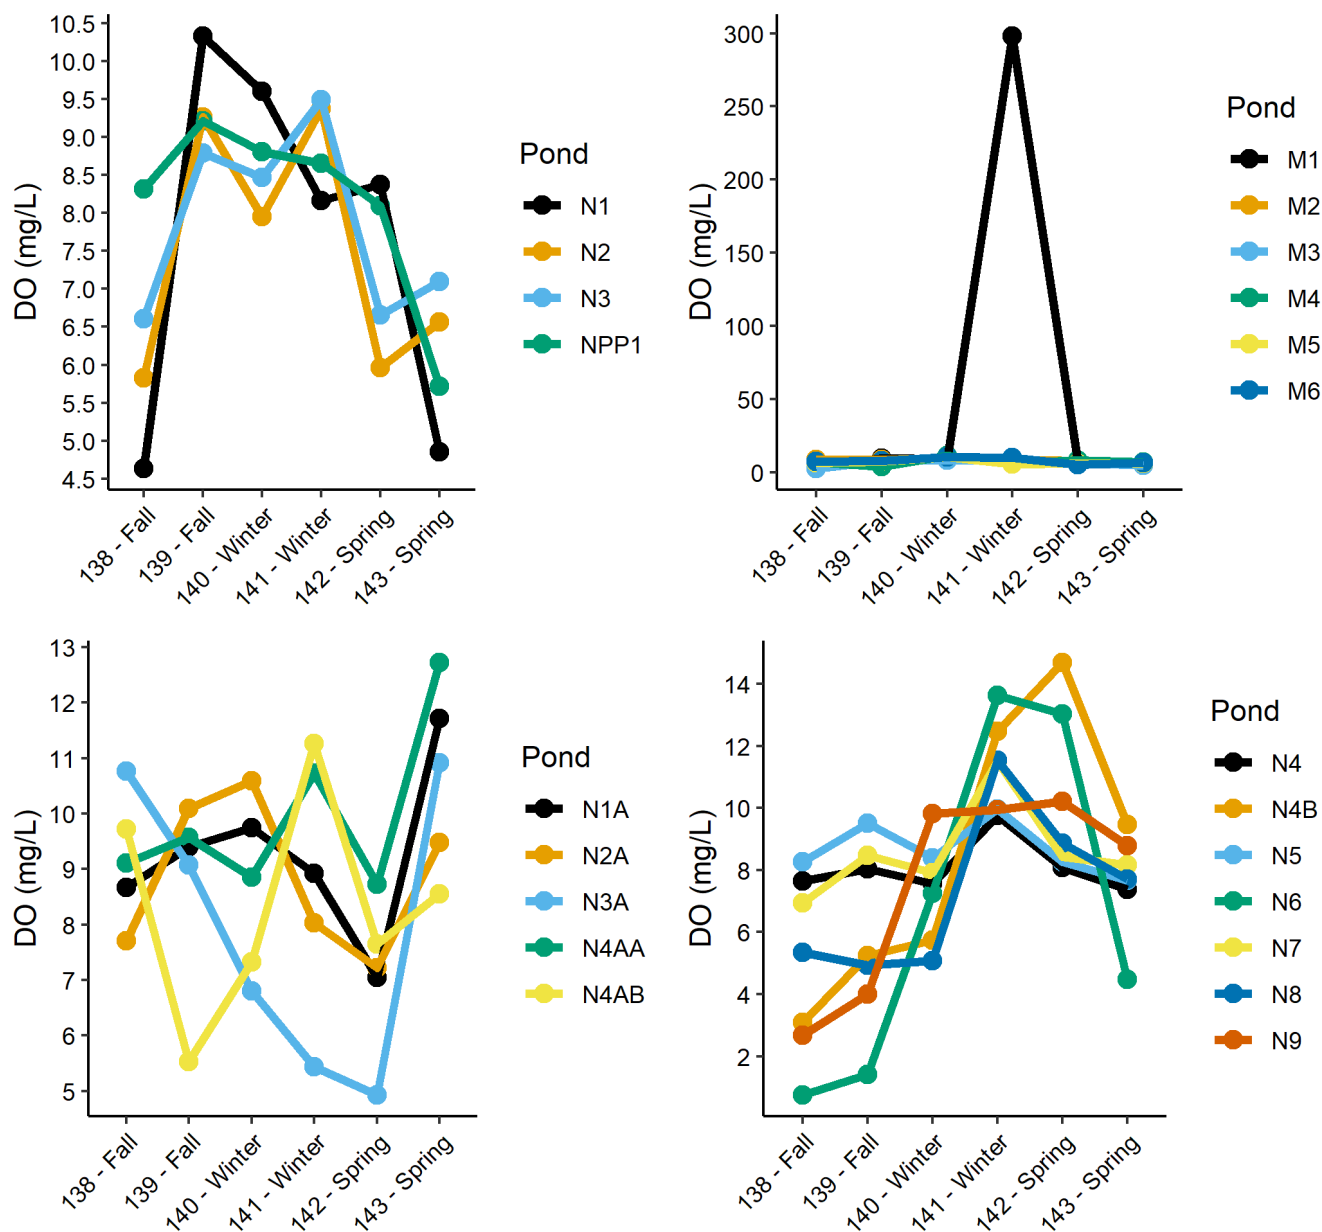 DO (mg/L)
10.5
10.0
9.5
9.0
8.5
8.0
7.5
7.0
6.5
6.0
5.5
5.0
4.5
138 - Fall
139 - Fall
140 - Winter
141 - Winter
142 - Spring
143 - Spring
Pond
N1
N2
N3
NPP1
DO (mg/L)
300
250
200
150
100
50
0
138 - Fall
139 - Fall
140 - Winter
141 - Winter
142 - Spring
143 - Spring
Pond
M1
M2
M3
M4
M5
M6
DO (mg/L)
13
12
11
10
9
8
7
6
5
138 - Fall
139 - Fall
140 - Winter
141 - Winter
142 - Spring
143 - Spring
Pond
N1A
N2A
N3A
N4AA
N4AB
DO (mg/L)
14
12
10
8
6
4
2
138 - Fall
139 - Fall
140 - Winter
141 - Winter
142 - Spring
143 - Spring
Pond
N4
N4B
N5
N6
N7
N8
N9